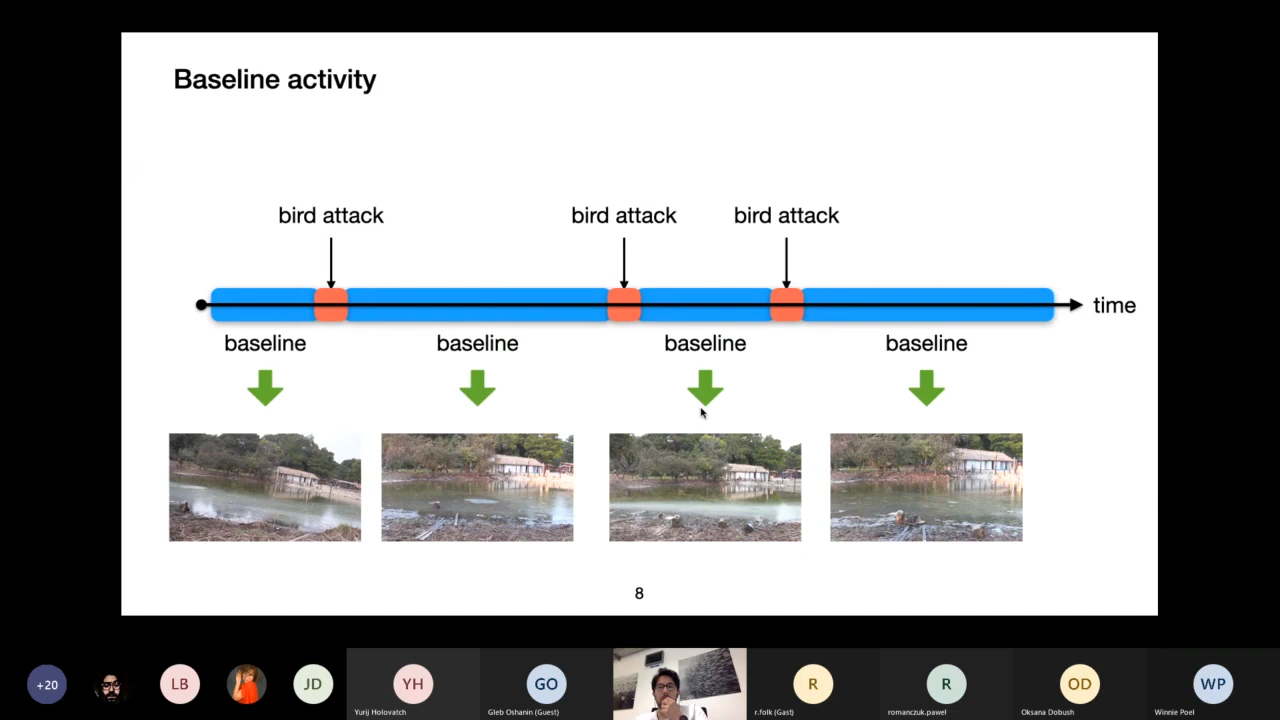 Baseline activity
bird attack
bird attack
bird attack
time
baseline
baseline
baseline
baseline
8
+20
LB
JD
YH
GO
R
R
OD
WP
Yurij Holovatch
Gleb Oshanin (Guest)
r.folk (Gast)
romanczuk.pawel
Oksana Dobush
Winnie Poel